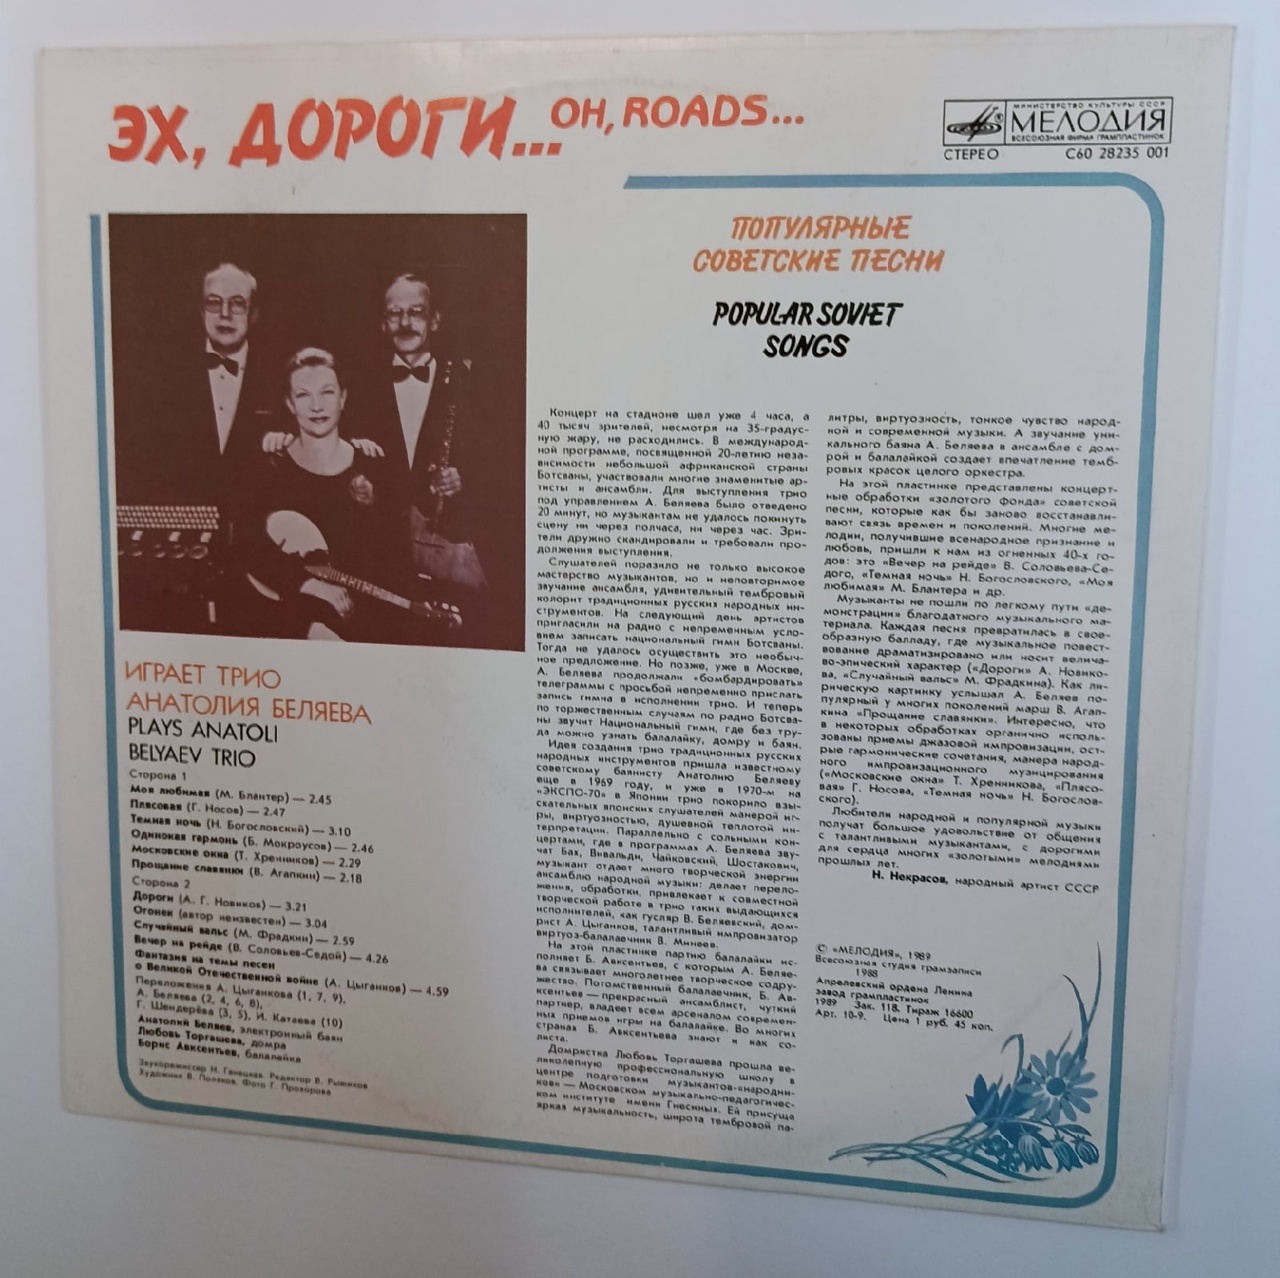 ЭХ, ДОРОГИ... OH, ROADS...
МИНИСТЕРСТВО КУЛЬТУРЫ СССР
МЕЛОДИЯ
ВСЕСОЮЗНАЯ ФИРМА ГРАМПЛАСТИНОК
СТЕРЕО С60 28235 001
ПОПУЛЯРНЫЕ
СОВЕТСКИЕ ПЕСНИ
POPULAR SOVIET
SONGS
ИГРАЕТ ТРИО
АНАТОЛИЯ БЕЛЯЕВА
PLAYS ANATOLI
BELYAEV TRIO
Сторона 1
Моя любимая (М. Блантер) — 2.45
Плясовая (Г. Носов) — 2.47
Темная ночь (Н. Богословский) — 3.10
Одинокая гармонь (Б. Мокроусов) — 2.46
Московские окна (Т. Хренников) — 2.29
Прощание славянки (В. Агапкин) — 2.18
Сторона 2
Дороги (А. Г. Новиков) — 3.21
Огонек (автор неизвестен) — 3.04
Случайный вальс (М. Фрадкин) — 2.59
Вечер на рейде (В. Соловьев-Седой) — 4.26
Фантазия на темы песен
о Великой Отечественной войне (А. Цыганков) — 4.59
Переложения А. Цыганкова (1, 7, 9),
А. Беляева (2, 4, 6, 8),
Г. Шендерёва (3, 5), И. Катаева (10)
Анатолий Беляев, электронный баян
Любовь Торгашева, домра
Борис Авксентьев, балалайка
Звукорежиссер Н. Ганецкая. Редактор В. Рыжиков
Художник В. Поляков. Фото Г. Прохорова
Концерт на стадионе шел уже 4 часа, а
40 тысяч зрителей, несмотря на 35-градус-
ную жару, не расходились. В международ-
ной программе, посвященной 20-летию неза-
висимости небольшой африканской страны
Ботсваны, участвовали многие знаменитые ар-
тисты и ансамбли. Для выступления трио
под управлением А. Беляева было отведено
20 минут, но музыкантам не удалось покинуть
сцену ни через полчаса, ни через час. Зри-
тели дружно скандировали и требовали про-
должения выступления.
Слушателей поразило не только высокое
мастерство музыкантов, но и неповторимое
звучание ансамбля, удивительный тембровый
колорит традиционных русских народных ин-
струментов. На следующий день артистов
пригласили на радио с непременным усло-
вием записать национальный гимн Ботсваны.
Тогда не удалось осуществить это необыч-
ное предложение. Но позже, уже в Москве,
А. Беляева продолжали «бомбардировать»
телеграммы с просьбой непременно прислать
запись гимна в исполнении трио. И теперь
по торжественным случаям по радио Ботсва-
ны звучит Национальный гимн, где без тру-
да можно узнать балалайку, домру и баян.
Идея создания трио традиционных русских
народных инструментов пришла известному
советскому баянисту Анатолию Беляеву
еще в 1969 году, и уже в 1970-м на
«ЭКСПО-70» в Японии трио покорило взы-
скательных японских слушателей манерой иг-
ры, виртуозностью, душевной теплотой ин-
терпретации. Параллельно с сольными кон-
цертами, где в программах А. Беляева зву-
чат Бах, Вивальди, Чайковский, Шостакович,
музыкант отдает много творческой энергии
ансамблю народной музыки: делает перело-
жения, обработки, привлекает к совместной
творческой работе в трио таких выдающихся
исполнителей, как гусляр В. Беляевский, дом-
рист А. Цыганков, талантливый импровизатор
виртуоз-балалаечник В. Минеев.
На этой пластинке партию балалайки ис-
полняет Б. Авксентьев, с которым А. Беляе-
ва связывает многолетнее творческое содру-
жество. Потомственный балалаечник, Б. Ав-
ксентьев — прекрасный ансамблист, чуткий
партнер, владеет всем арсеналом современ-
ных приемов игры на балалайке. Во многих
странах Б. Авксентьева знают и как со-
листа.
Домристка Любовь Торгашева прошла ве-
ликолепную профессиональную школу в
центре подготовки музыкантов-«народни-
ков» — Московском музыкально-педагогичес-
ком институте имени Гнесиных. Ей присуща
яркая музыкальность, широта тембровой па-
литры, виртуозность, тонкое чувство народ-
ной и современной музыки. А звучание уни-
кального баяна А. Беляева в ансамбле с дом-
рой и балалайкой создает впечатление темб-
ровых красок целого оркестра.
На этой пластинке представлены концерт-
ные обработки «золотого фонда» советской
песни, которые как бы заново восстанавли-
вают связь времен и поколений. Многие ме-
лодии, получившие всенародное признание и
любовь, пришли к нам из огненных 40-х го-
дов: это «Вечер на рейде» В. Соловьева-Се-
дого, «Темная ночь» Н. Богословского, «Моя
любимая» М. Блантера и др.
Музыканты не пошли по легкому пути «де-
монстрации» благодатного музыкального ма-
териала. Каждая песня превратилась в свое-
образную балладу, где музыкальное повест-
вование драматизировано или носит велича-
во-эпический характер («Дороги» А. Новико-
ва, «Случайный вальс» М. Фрадкина). Как ли-
рическую картинку услышал А. Беляев по-
пулярный у многих поколений марш В. Агап-
кина «Прощание славянки». Интересно, что
в некоторых обработках органично исполь-
зованы приемы джазовой импровизации, ост-
рые гармонические сочетания, манера народ-
ного импровизационного музицирования
(«Московские окна» Т. Хренникова, «Плясо-
вая» Г. Носова, «Темная ночь» Н. Богослов-
ского).
Любители народной и популярной музыки
получат большое удовольствие от общения
с талантливыми музыкантами, с дорогими
для сердца многих «золотыми» мелодиями
прошлых лет.
Н. Некрасов, народный артист СССР
© «МЕЛОДИЯ», 1989
Всесоюзная студия грамзаписи
1988
Апрелевский ордена Ленина
завод грампластинок
1989 Зак. 118. Тираж 16600
Арт. 10-9. Цена 1 руб. 45 коп.